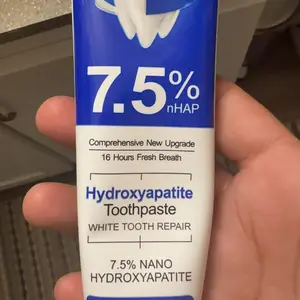 7.5%
nHAP
Comprehensive New Upgrade
16 Hours Fresh Breath
Hydroxyapatite
Toothpaste
WHITE TOOTH REPAIR
7.5% NANO
HYDROXYAPATITE